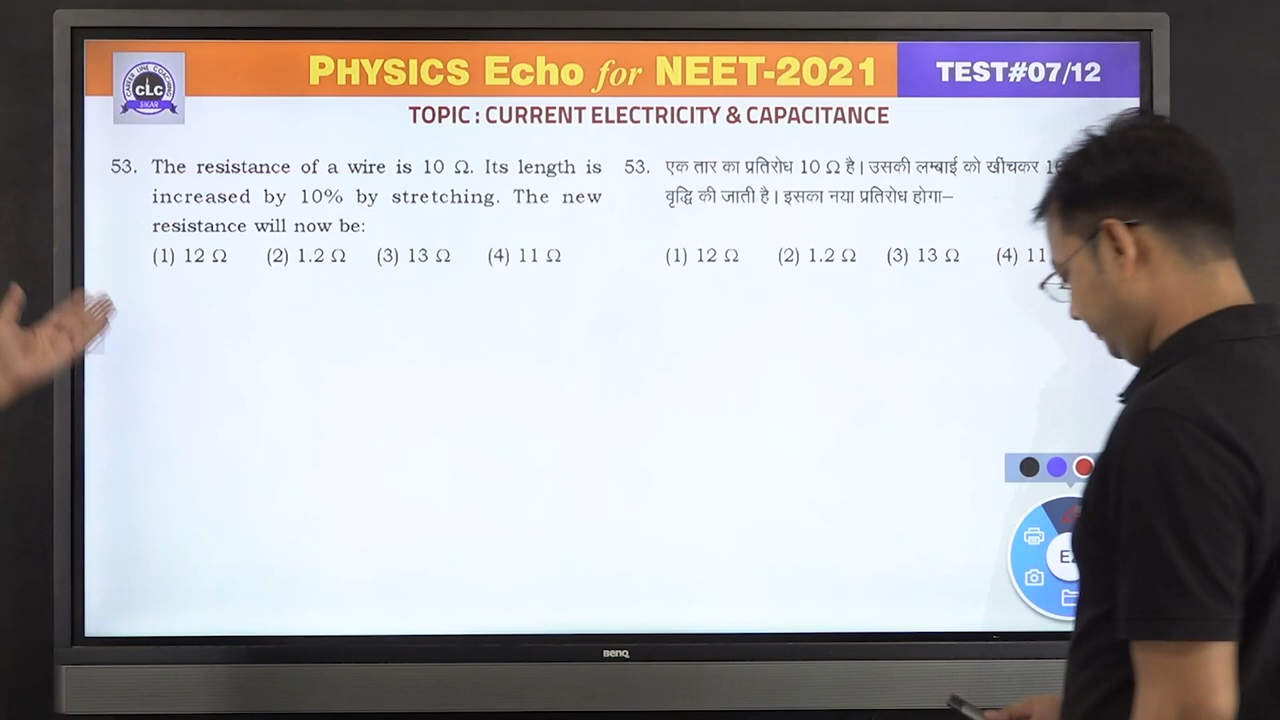 PHYSICS Echo for NEET-2021
TEST#07/12
CAREER LINE COACHING
CLC
SIKAR
TOPIC : CURRENT ELECTRICITY & CAPACITANCE
53. The resistance of a wire is 10 Ω. Its length is
increased by 10% by stretching. The new
resistance will now be:
(1) 12 Ω (2) 1.2 Ω (3) 13 Ω (4) 11 Ω
53. एक तार का प्रतिरोध 10 Ω है। उसकी लम्बाई को खींचकर
वृद्धि की जाती है। इसका नया प्रतिरोध होगा–
(1) 12 Ω (2) 1.2 Ω (3) 13 Ω (4) 11
BenQ